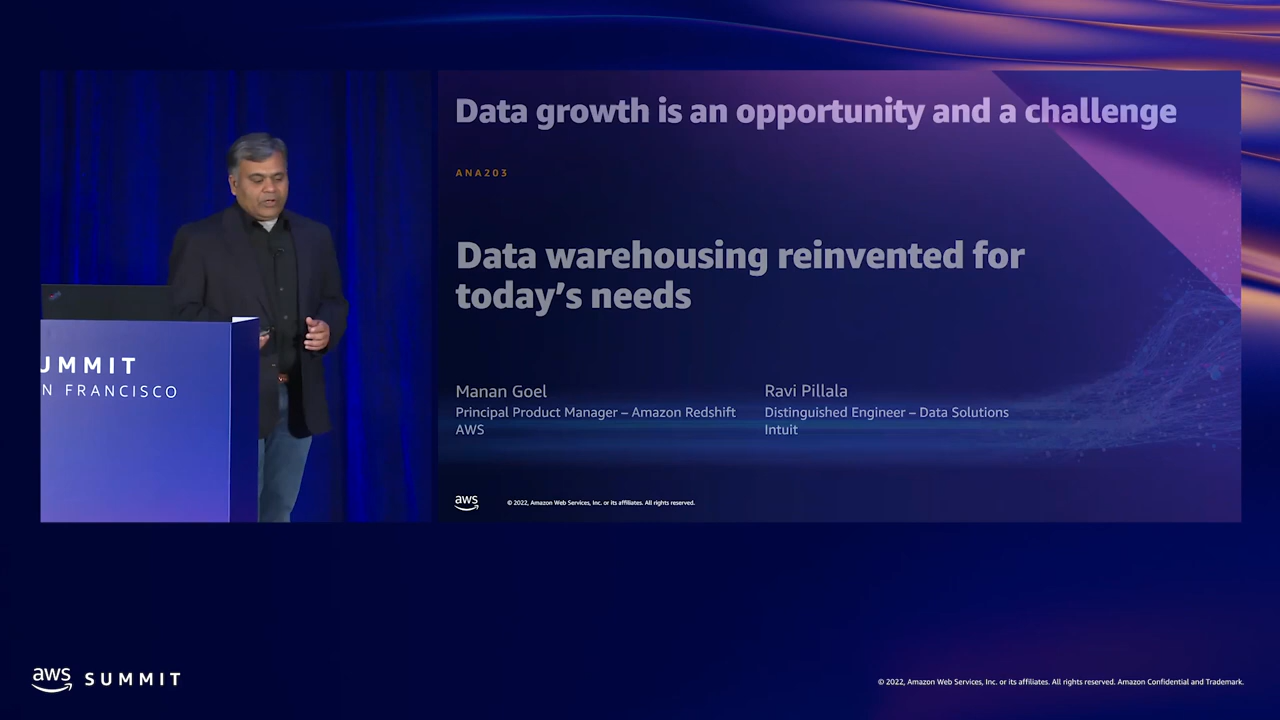 Data growth is an opportunity and a challenge
ANA203
Data warehousing reinvented for
today's needs
Manan Goel
Principal Product Manager – Amazon Redshift
AWS
Ravi Pillala
Distinguished Engineer – Data Solutions
Intuit
aws
© 2022, Amazon Web Services, Inc. or its affiliates. All rights reserved.
UMMIT
N FRANCISCO
aws SUMMIT
© 2022, Amazon Web Services, Inc. or its affiliates. All rights reserved. Amazon Confidential and Trademark.